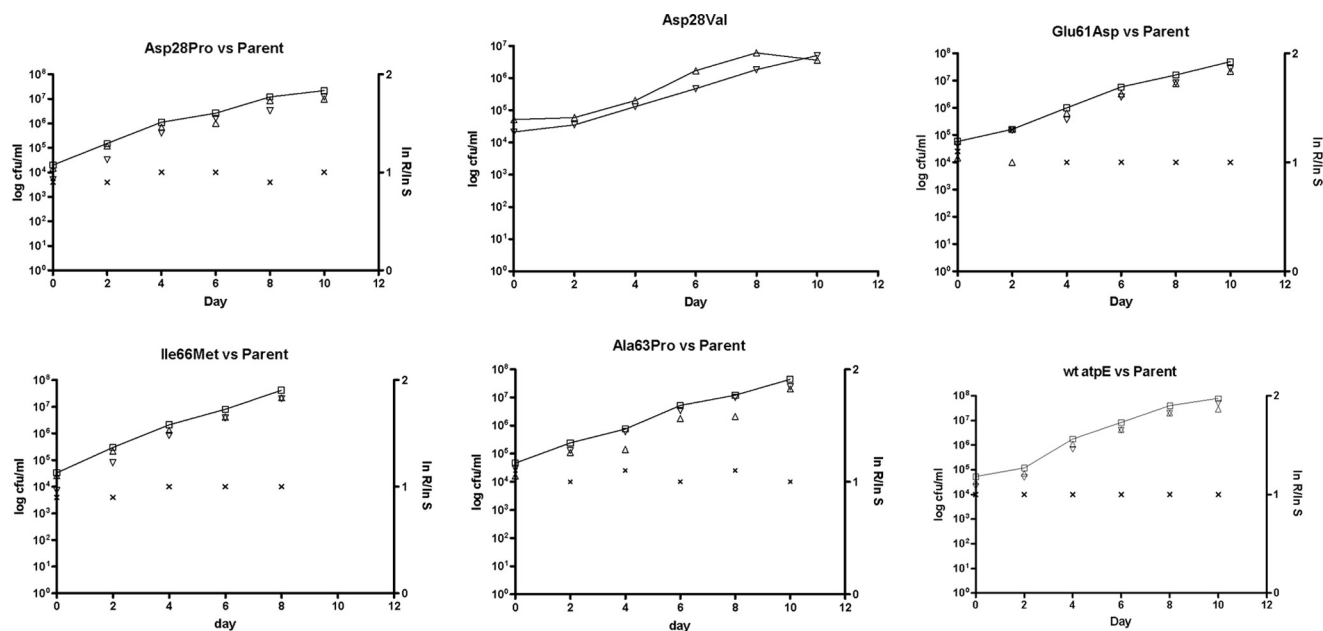 Asp28Pro vs Parent
log cfu/ml
10⁸
10⁷
10⁶
10⁵
10⁴
10³
10²
10¹
10⁰
0 2 4 6 8 10 12
Day
2
1
0
ln R/ln S
Asp28Val
log cfu/ml
10⁷
10⁶
10⁵
10⁴
10³
10²
10¹
10⁰
0 2 4 6 8 10 12
Day
Glu61Asp vs Parent
log cfu/ml
10⁸
10⁷
10⁶
10⁵
10⁴
10³
10²
10¹
10⁰
0 2 4 6 8 10 12
Day
2
1
0
ln R/ln S
Ile66Met vs Parent
log cfu/ml
10⁸
10⁷
10⁶
10⁵
10⁴
10³
10²
10¹
10⁰
0 2 4 6 8 10 12
day
2
1
0
ln R/ln S
Ala63Pro vs Parent
log cfu/ml
10⁸
10⁷
10⁶
10⁵
10⁴
10³
10²
10¹
10⁰
0 2 4 6 8 10 12
day
2
1
0
ln R/ln S
wt atpE vs Parent
log cfu/ml
10⁸
10⁷
10⁶
10⁵
10⁴
10³
10²
10¹
10⁰
0 2 4 6 8 10 12
Day
2
1
0
ln R/ln S